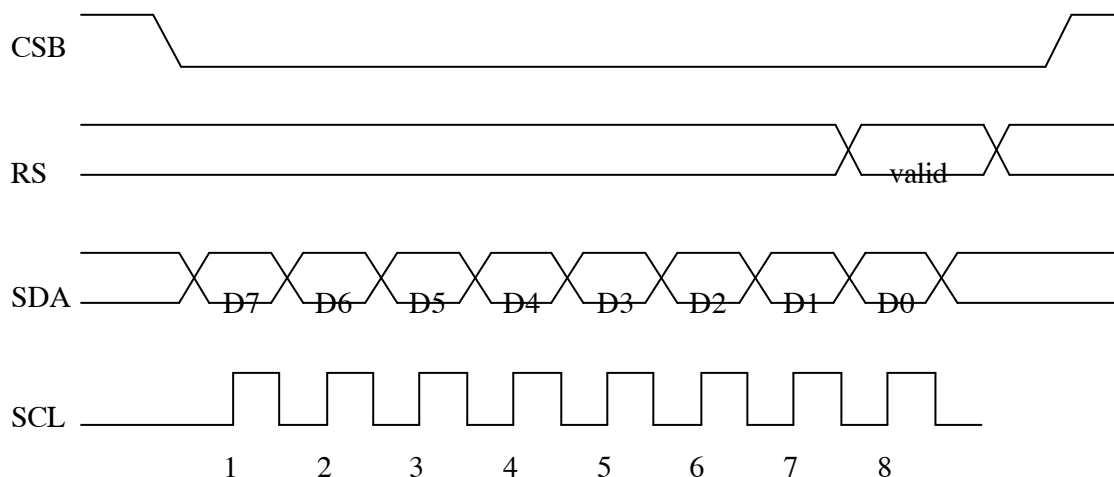 CSB
RS valid
SDA D7 D6 D5 D4 D3 D2 D1 D0
SCL
1 2 3 4 5 6 7 8